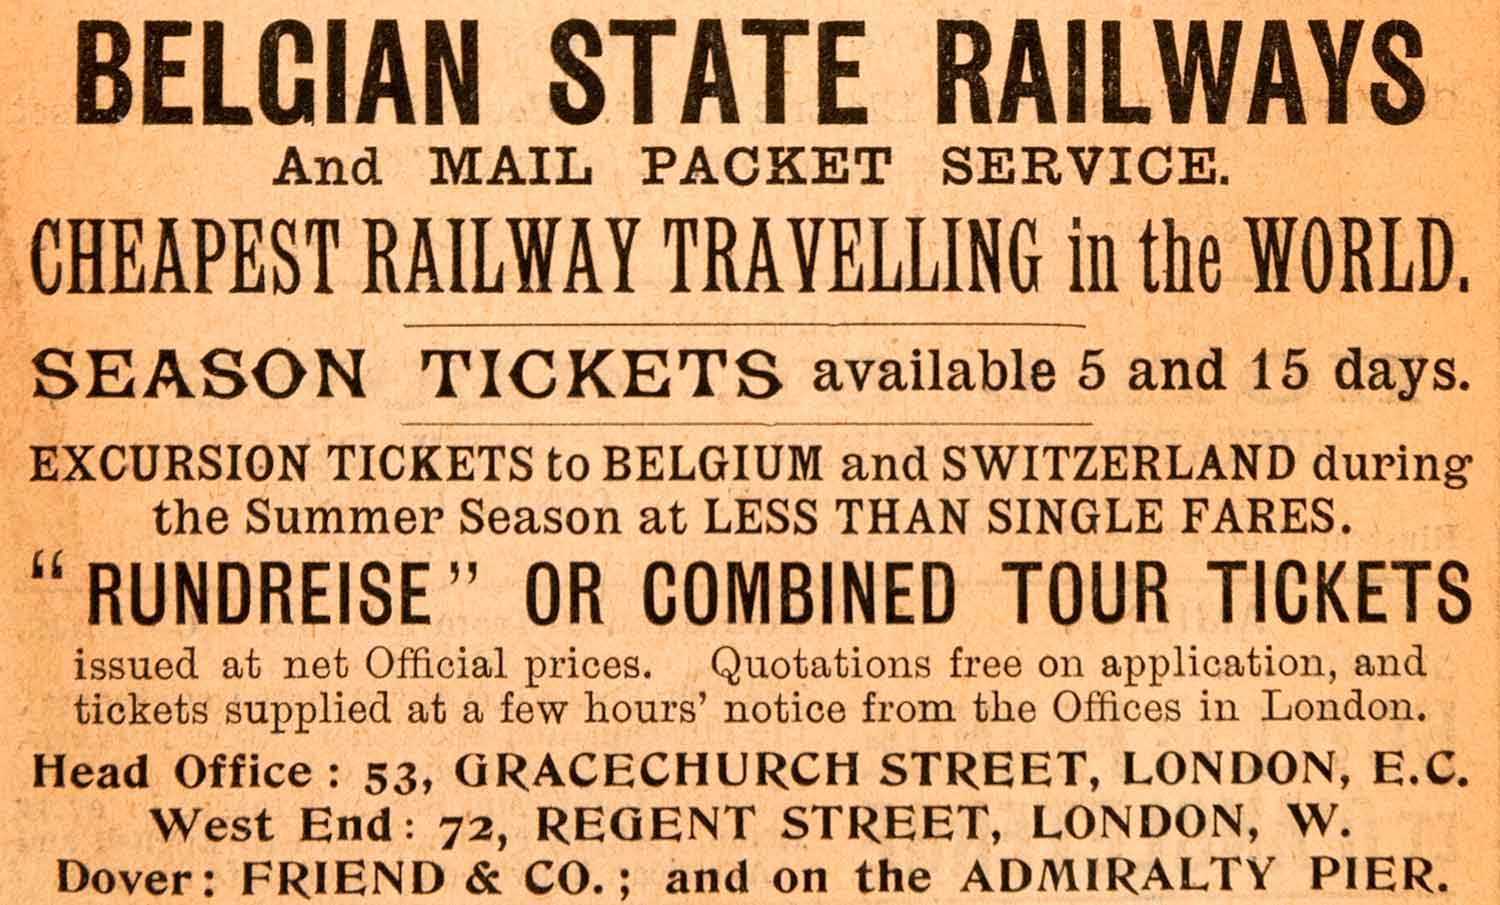 BELGIAN STATE RAILWAYS
And MAIL PACKET SERVICE.
CHEAPEST RAILWAY TRAVELLING in the WORLD.
SEASON TICKETS available 5 and 15 days.
EXCURSION TICKETS to BELGIUM and SWITZERLAND during
the Summer Season at LESS THAN SINGLE FARES.
“RUNDREISE” OR COMBINED TOUR TICKETS
issued at net Official prices. Quotations free on application, and
tickets supplied at a few hours’ notice from the Offices in London.
Head Office: 53, GRACECHURCH STREET, LONDON, E.C.
West End: 72, REGENT STREET, LONDON, W.
Dover: FRIEND & CO.; and on the ADMIRALTY PIER.